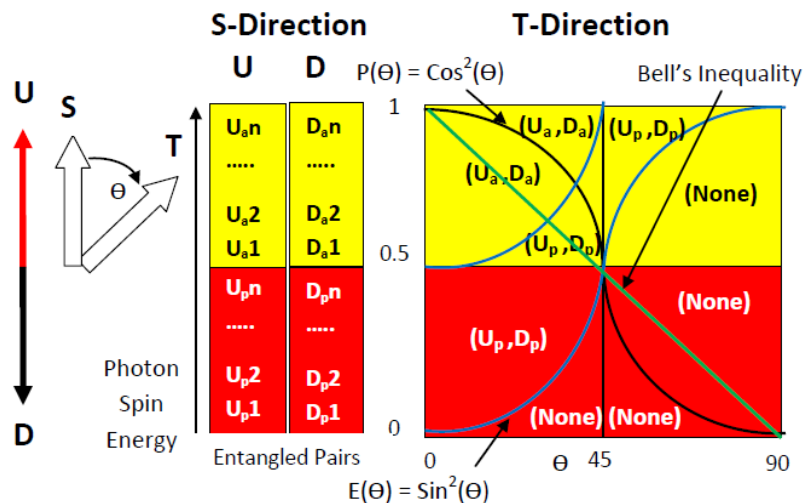 S-Direction
T-Direction
U D
P(Ө) = Cos²(Ө)
Bell's Inequality
U
S
T
Ө
D
Photon
Spin
Energy
Uₐn Dₐn
..... .....
Uₐ2 Dₐ2
Uₐ1 Dₐ1
Uₚn Dₚn
..... .....
Uₚ2 Dₚ2
Uₚ1 Dₚ1
Entangled Pairs
1
0.5
0
(Uₐ,Dₐ)
(Uₚ,Dₚ)
(Uₐ,Dₐ)
(None)
(Uₚ,Dₚ)
(None)
(Uₚ,Dₚ)
(None) (None)
0 Ө 45 90
E(Ө) = Sin²(Ө)